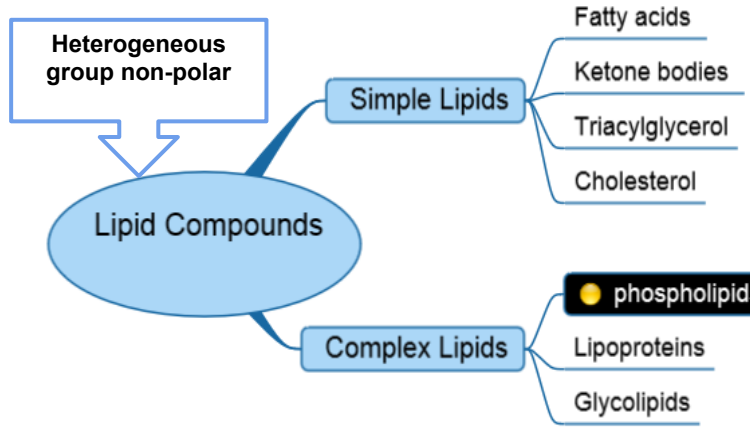 Heterogeneous
group non-polar
Lipid Compounds
Simple Lipids
Fatty acids
Ketone bodies
Triacylglycerol
Cholesterol
Complex Lipids
phospholipid
Lipoproteins
Glycolipids